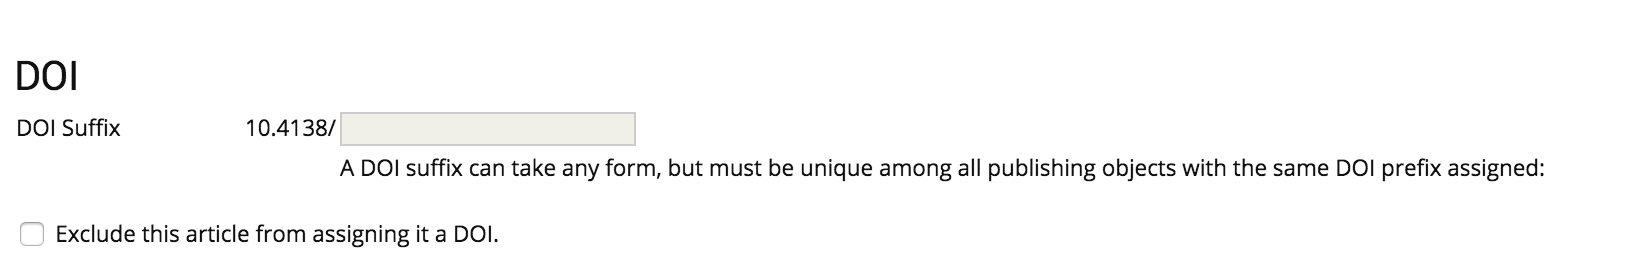 DOI
DOI Suffix 10.4138/
A DOI suffix can take any form, but must be unique among all publishing objects with the same DOI prefix assigned:
Exclude this article from assigning it a DOI.